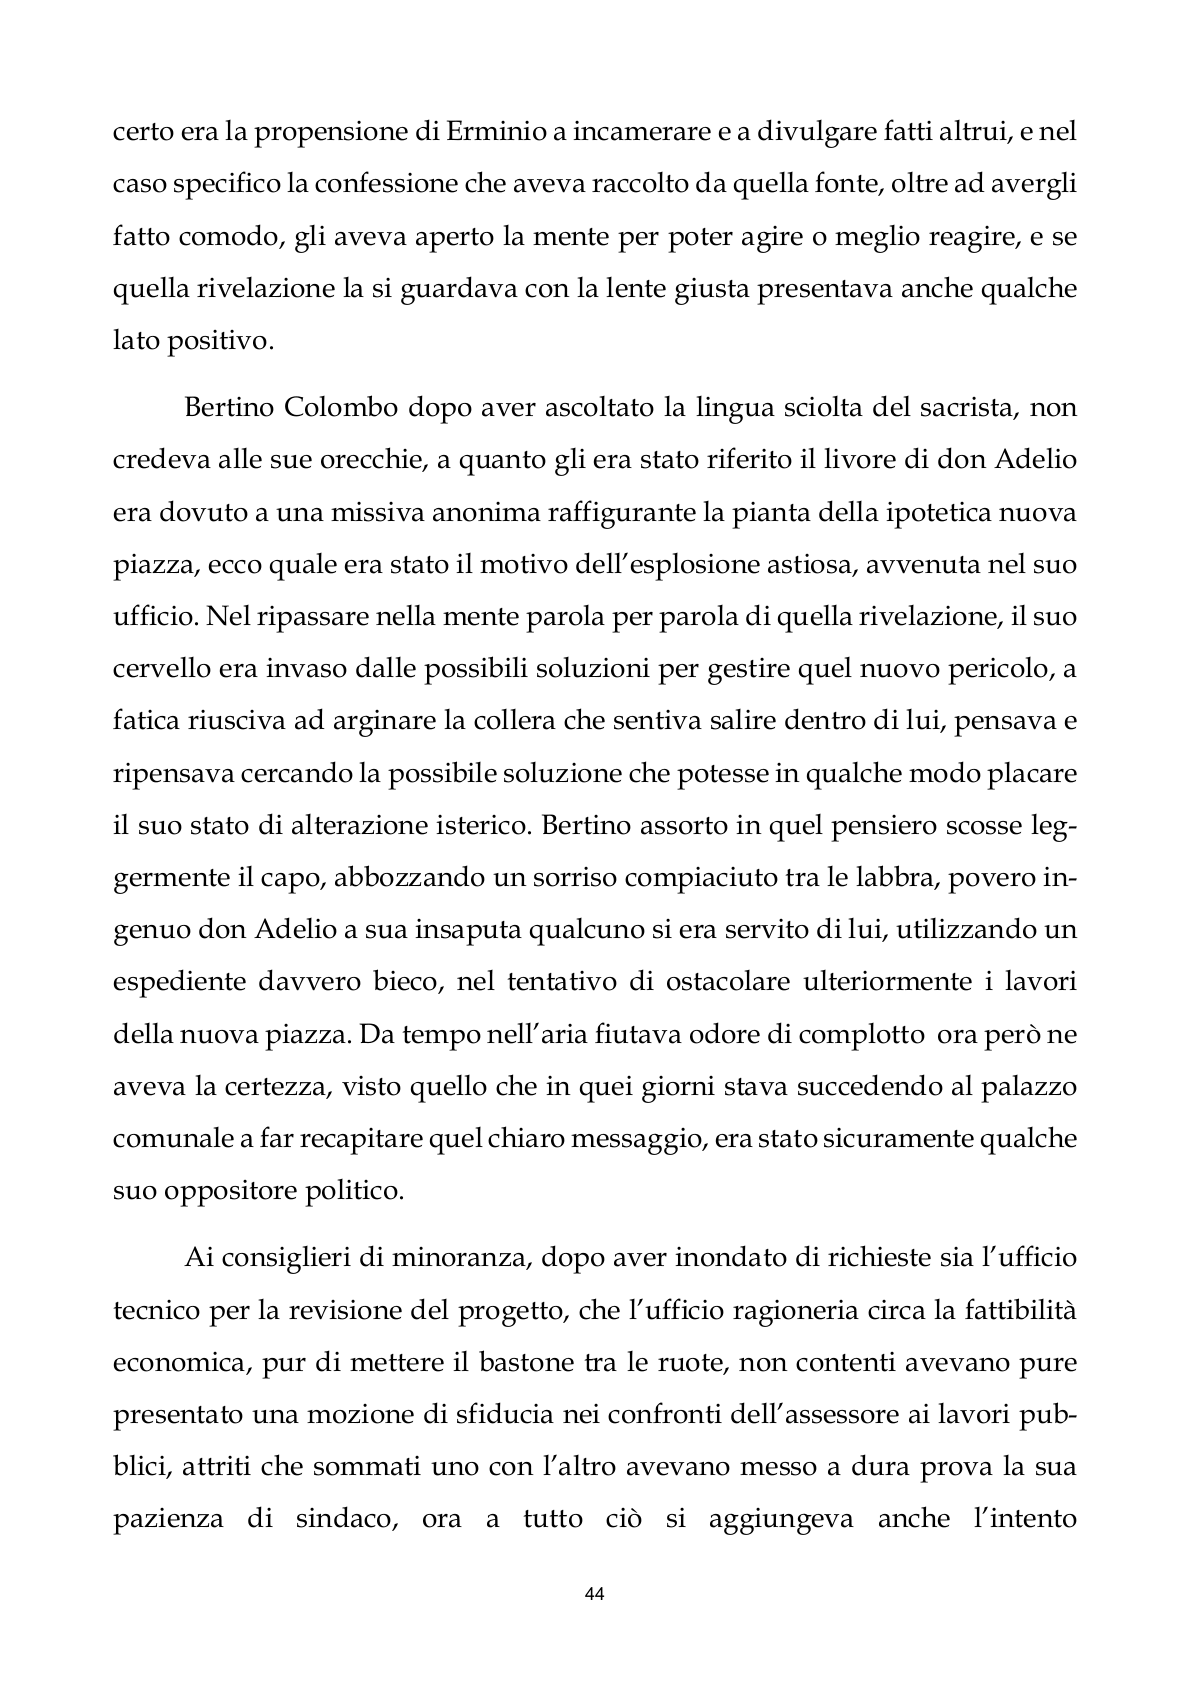 certo era la propensione di Erminio a incamerare e a divulgare fatti altrui, e nel
caso specifico la confessione che aveva raccolto da quella fonte, oltre ad avergli
fatto comodo, gli aveva aperto la mente per poter agire o meglio reagire, e se
quella rivelazione la si guardava con la lente giusta presentava anche qualche
lato positivo.
Bertino Colombo dopo aver ascoltato la lingua sciolta del sacrista, non
credeva alle sue orecchie, a quanto gli era stato riferito il livore di don Adelio
era dovuto a una missiva anonima raffigurante la pianta della ipotetica nuova
piazza, ecco quale era stato il motivo dell’esplosione astiosa, avvenuta nel suo
ufficio. Nel ripassare nella mente parola per parola di quella rivelazione, il suo
cervello era invaso dalle possibili soluzioni per gestire quel nuovo pericolo, a
fatica riusciva ad arginare la collera che sentiva salire dentro di lui, pensava e
ripensava cercando la possibile soluzione che potesse in qualche modo placare
il suo stato di alterazione isterico. Bertino assorto in quel pensiero scosse leg-
germente il capo, abbozzando un sorriso compiaciuto tra le labbra, povero in-
genuo don Adelio a sua insaputa qualcuno si era servito di lui, utilizzando un
espediente davvero bieco, nel tentativo di ostacolare ulteriormente i lavori
della nuova piazza. Da tempo nell’aria fiutava odore di complotto  ora però ne
aveva la certezza, visto quello che in quei giorni stava succedendo al palazzo
comunale a far recapitare quel chiaro messaggio, era stato sicuramente qualche
suo oppositore politico.
Ai consiglieri di minoranza, dopo aver inondato di richieste sia l’ufficio
tecnico per la revisione del progetto, che l’ufficio ragioneria circa la fattibilità
economica, pur di mettere il bastone tra le ruote, non contenti avevano pure
presentato una mozione di sfiducia nei confronti dell’assessore ai lavori pub-
blici, attriti che sommati uno con l’altro avevano messo a dura prova la sua
pazienza di sindaco, ora a tutto ciò si aggiungeva anche l’intento
44